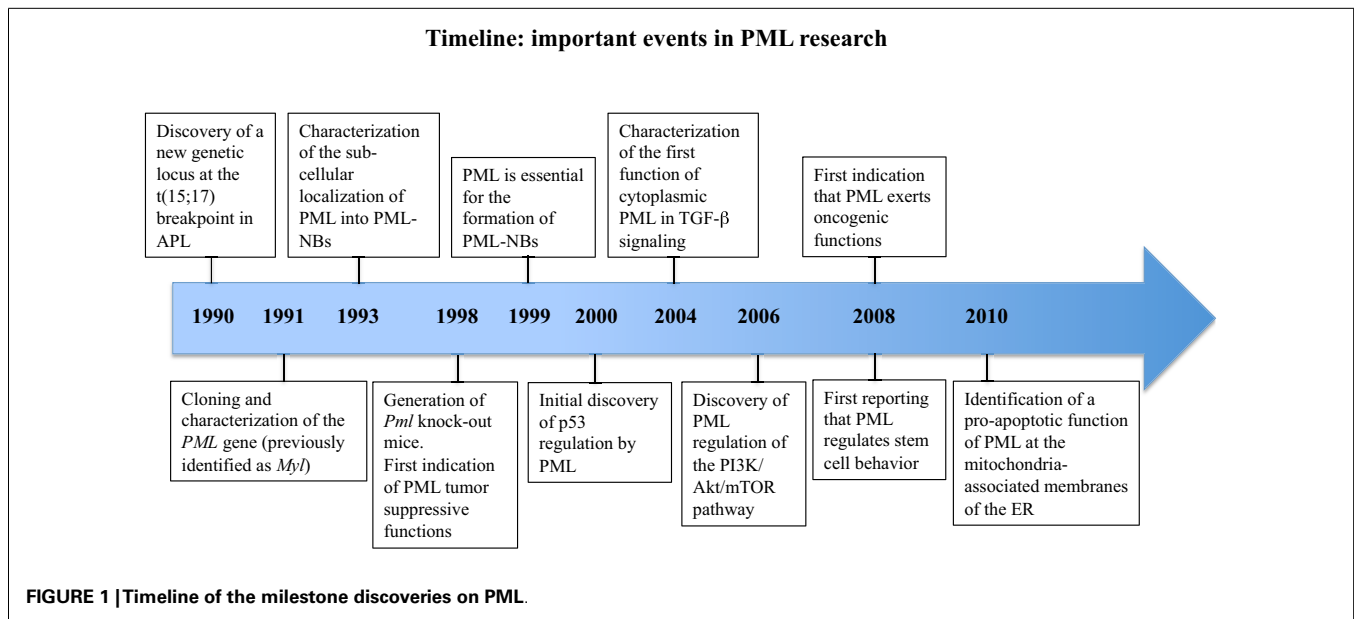 Timeline: important events in PML research
Discovery of a
new genetic
locus at the
t(15;17)
breakpoint in
APL
Characterization
of the sub-
cellular
localization of
PML into PML-
NBs
PML is essential
for the
formation of
PML-NBs
Characterization
of the first
function of
cytoplasmic
PML in TGF-β
signaling
First indication
that PML exerts
oncogenic
functions
1990 1991 1993 1998 1999 2000 2004 2006 2008 2010
Cloning and
characterization of the
PML gene (previously
identified as Myl)
Generation of
Pml knock-out
mice.
First indication
of PML tumor
suppressive
functions
Initial discovery
of p53
regulation by
PML
Discovery of
PML
regulation of
the PI3K/
Akt/mTOR
pathway
First reporting
that PML
regulates stem
cell behavior
Identification of a
pro-apoptotic function
of PML at the
mitochondria-
associated membranes
of the ER
FIGURE 1 | Timeline of the milestone discoveries on PML.